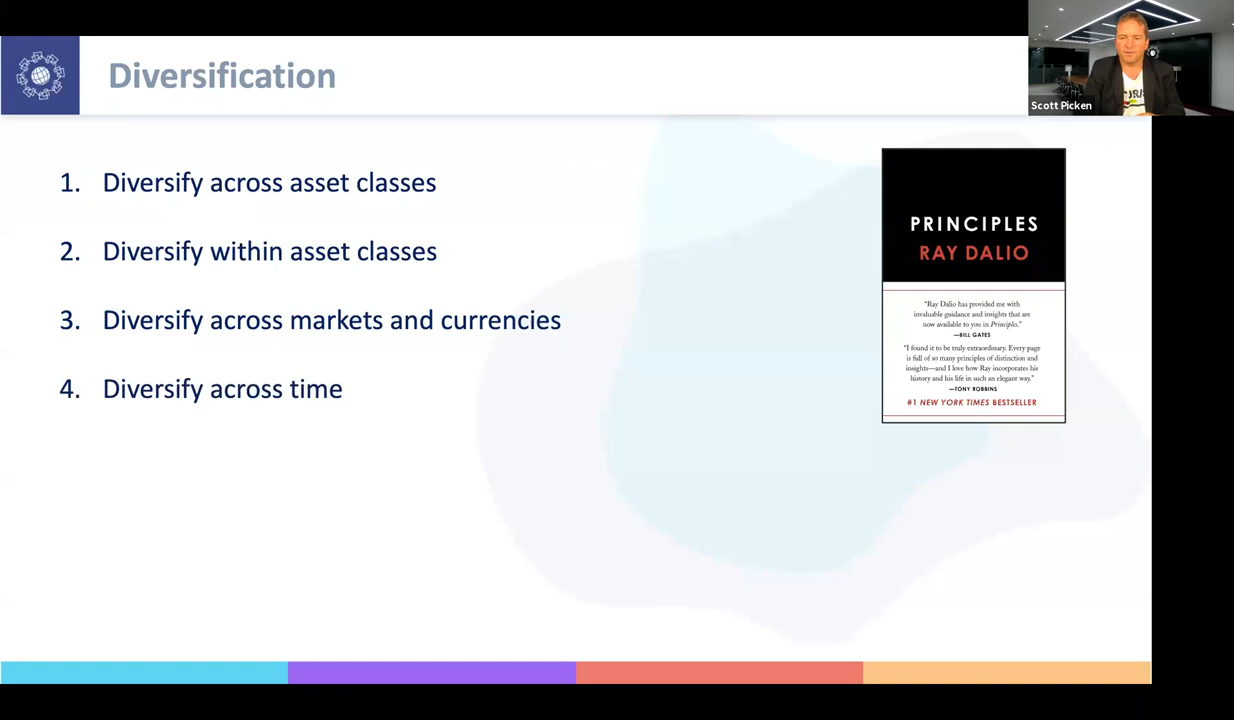 Diversification
Scott Picken
1. Diversify across asset classes
2. Diversify within asset classes
3. Diversify across markets and currencies
4. Diversify across time
PRINCIPLES
RAY DALIO
“Ray Dalio has provided me with
invaluable guidance and insights that are
now available to you in Principles.”
—BILL GATES
“I found it to be truly extraordinary. Every page
is full of so many principles of distinction and
insights—and I love how Ray incorporates his
history and his life in such an elegant way.”
—TONY ROBBINS
#1 NEW YORK TIMES BESTSELLER